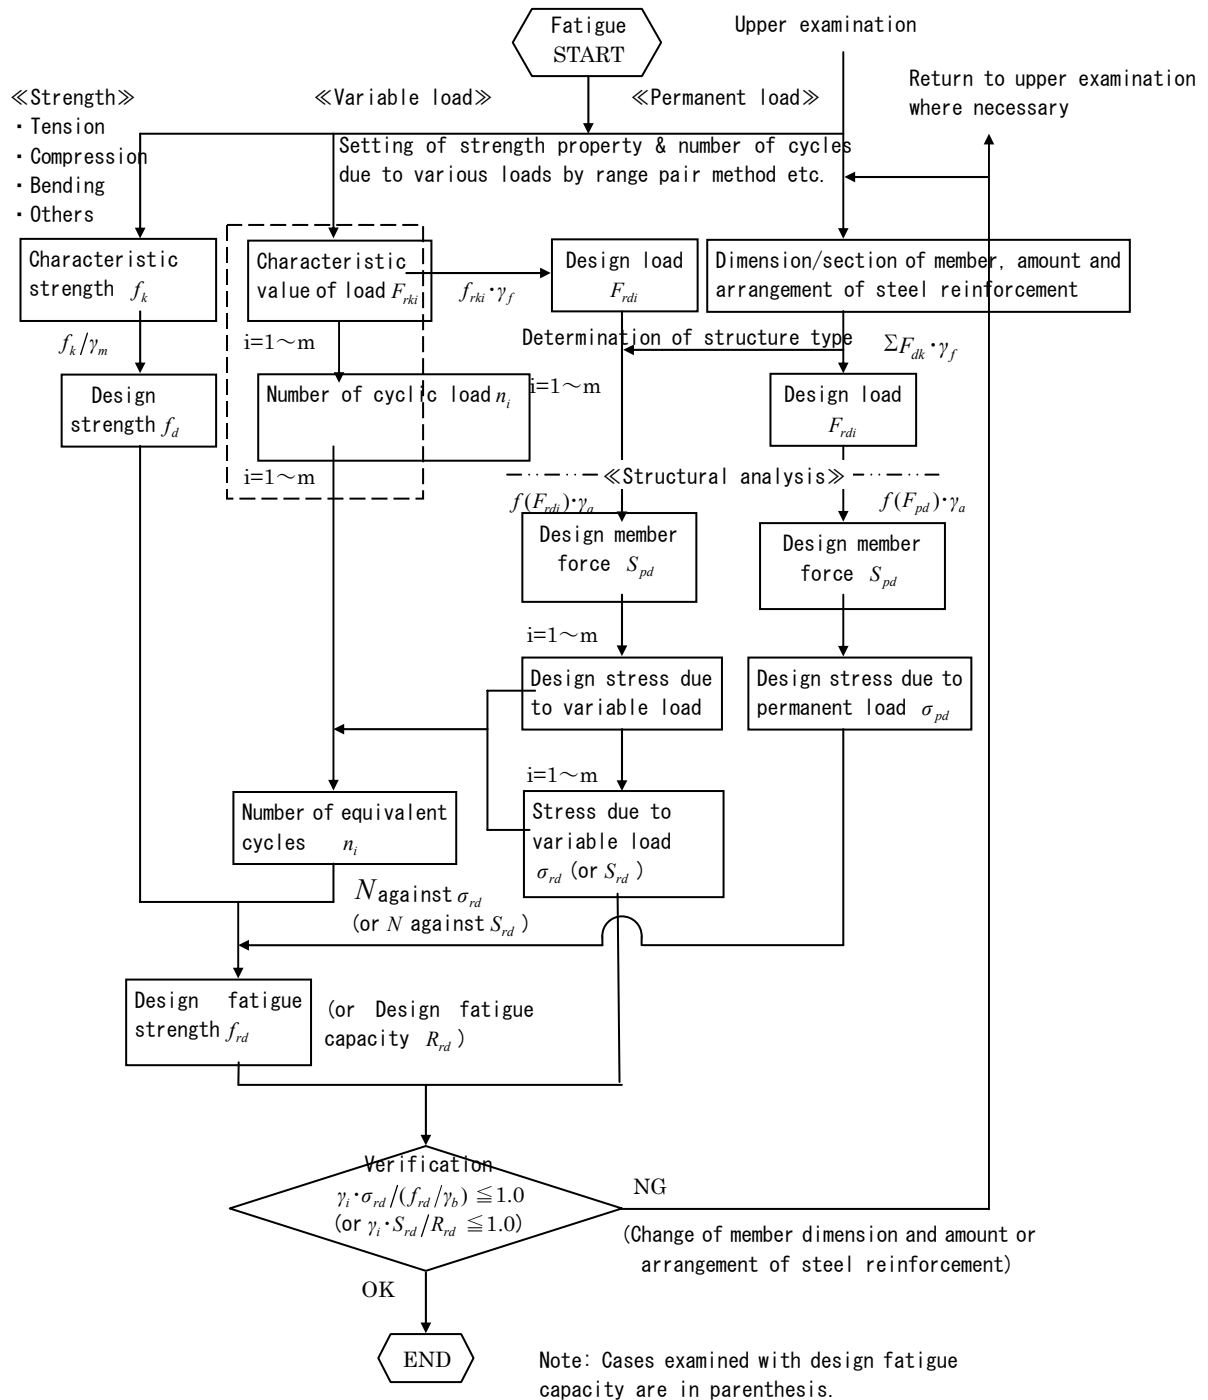 Fatigue
START
Upper examination
Return to upper examination
where necessary
≪Strength≫
・Tension
・Compression
・Bending
・Others
≪Variable load≫
≪Permanent load≫
Setting of strength property & number of cycles
due to various loads by range pair method etc.
Characteristic
strength f_k
Characteristic
value of load F_rki
f_rki・γ_f
Design load
F_rdi
Dimension/section of member, amount and
arrangement of steel reinforcement
f_k/γ_m
i=1～m
Determination of structure type
ΣF_dk・γ_f
Design
strength f_d
Number of cyclic load n_i
i=1～m
Design load
F_rdi
i=1～m
≪Structural analysis≫
f(F_rdi)・γ_a
f(F_pd)・γ_a
Design member
force S_pd
Design member
force S_pd
i=1～m
Design stress due
to variable load
Design stress due to
permanent load σ_pd
i=1～m
Number of equivalent
cycles n_i
Stress due to
variable load
σ_rd (or S_rd)
N against σ_rd
(or N against S_rd)
Design fatigue
strength f_rd
(or Design fatigue
capacity R_rd)
Verification
γ_i・σ_rd/(f_rd/γ_b)≦1.0
(or γ_i・S_rd/R_rd≦1.0)
NG
(Change of member dimension and amount or
arrangement of steel reinforcement)
OK
END
Note: Cases examined with design fatigue
capacity are in parenthesis.